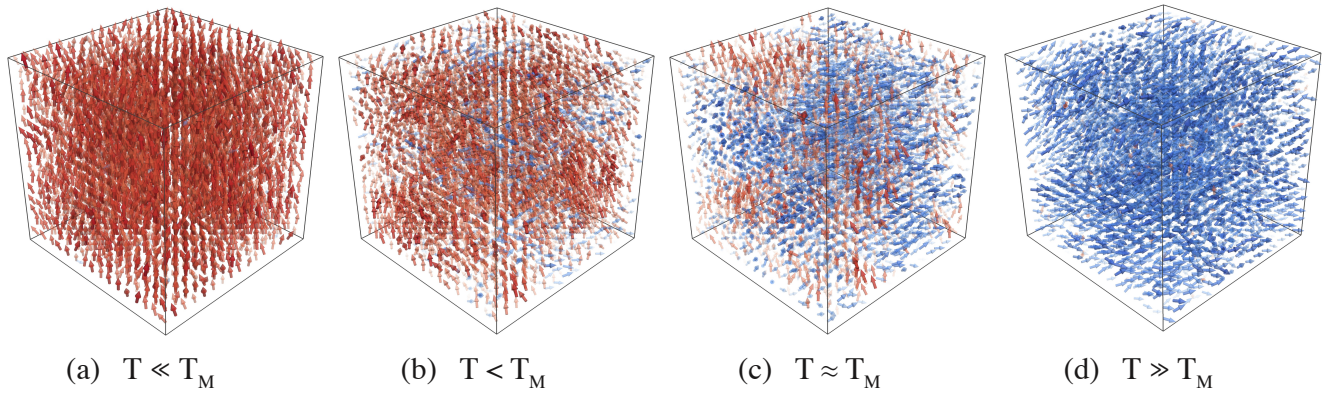 (a) T ≪ T_M
(b) T < T_M
(c) T ≈ T_M
(d) T ≫ T_M